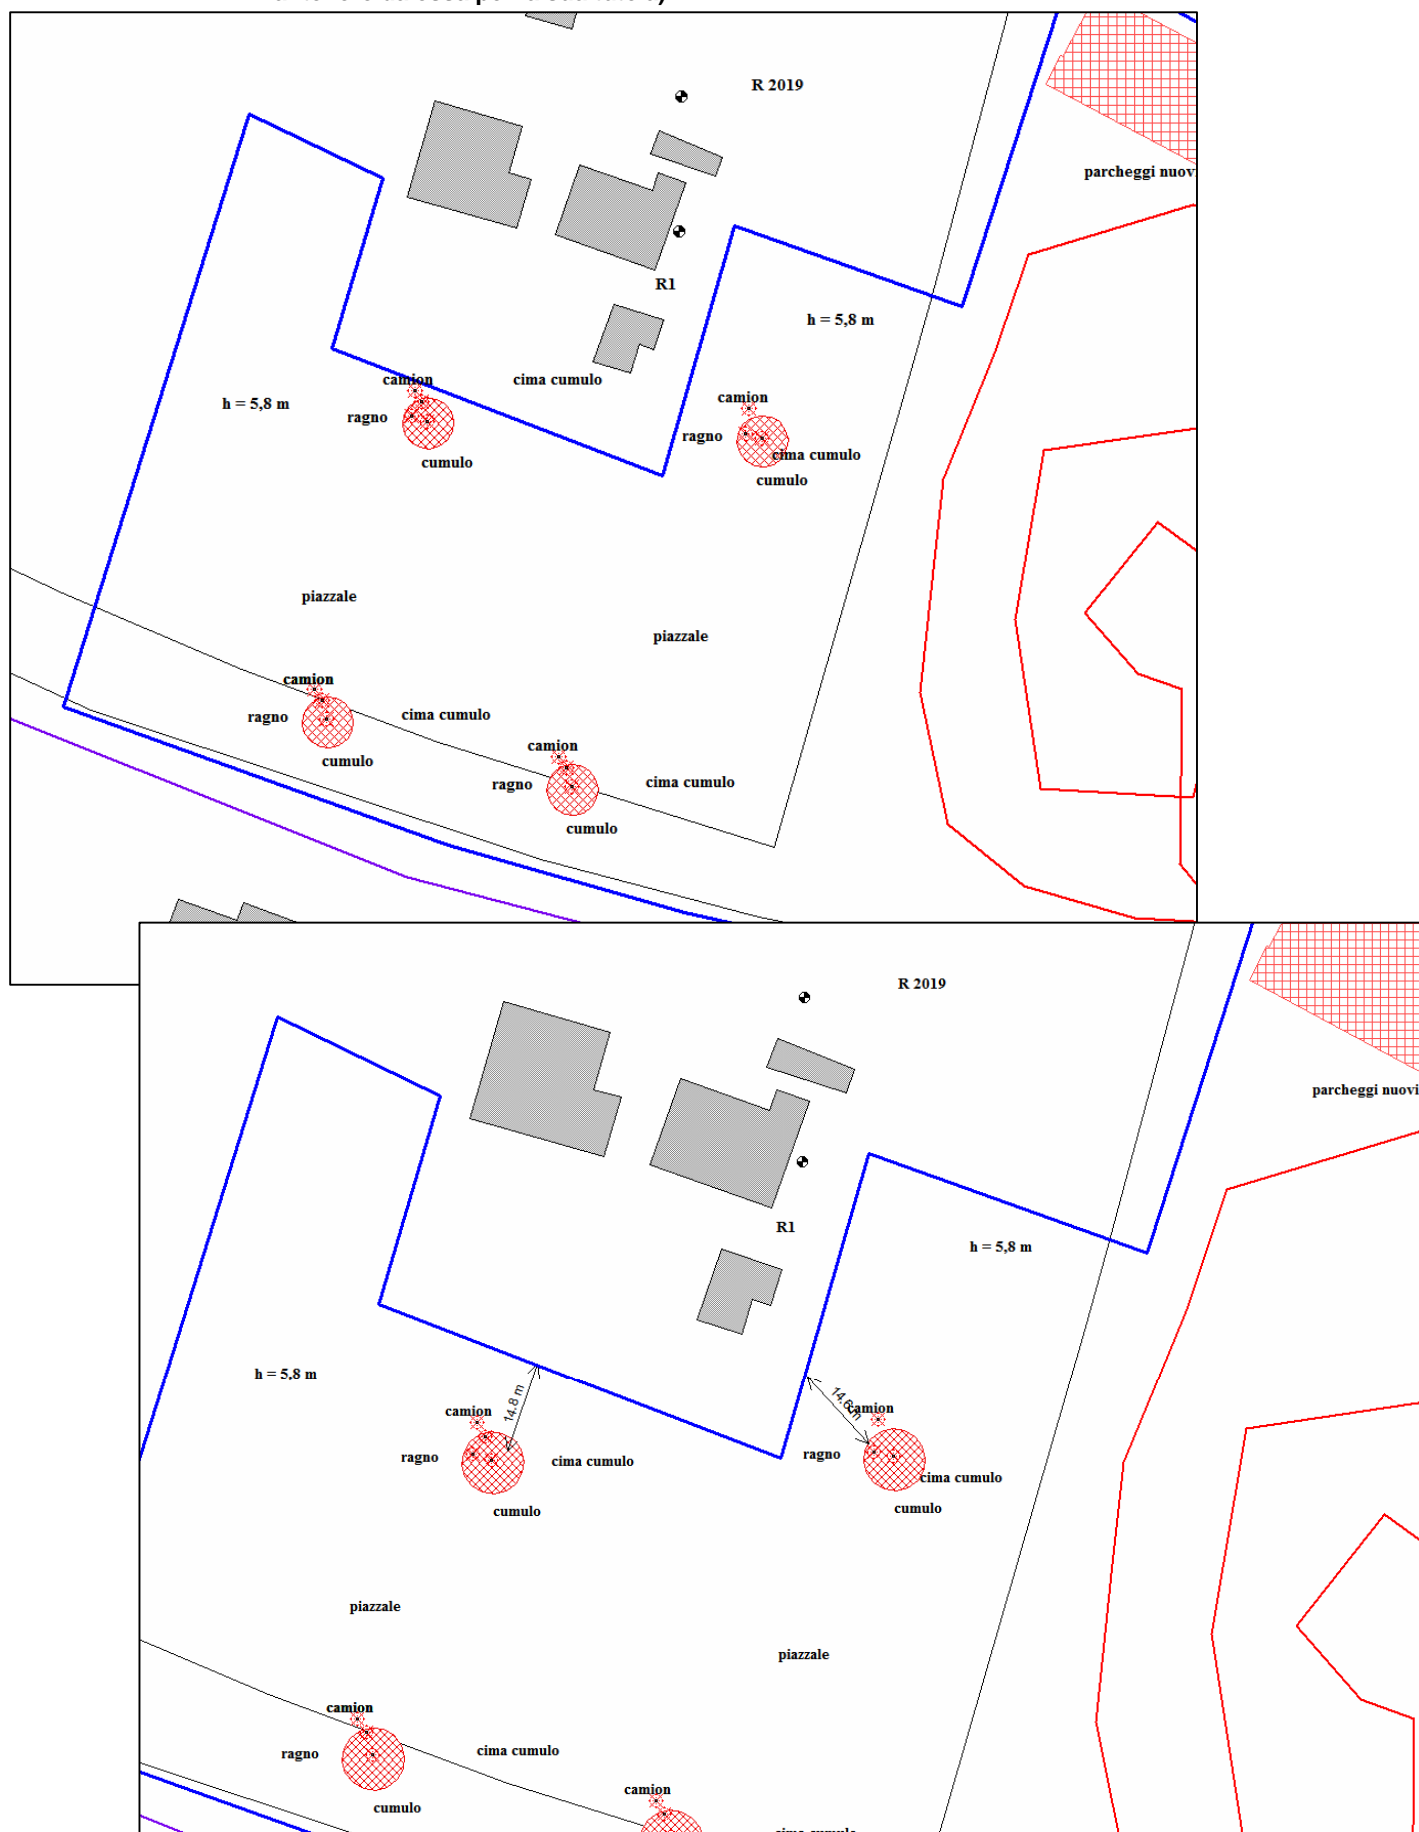 R 2019
parcheggi nuov
R1
h = 5,8 m
camion
cima cumulo
h = 5,8 m
camion
ragno
ragno
cima cumulo
cumulo
cumulo
piazzale
piazzale
camion
ragno
cima cumulo
camion
cumulo
ragno
cima cumulo
cumulo
R 2019
parcheggi nuovi
R1
h = 5,8 m
h = 5,8 m
14.8 m
camion
camion
ragno
cima cumulo
ragno
cima cumulo
cumulo
cumulo
piazzale
piazzale
camion
ragno
cima cumulo
camion
cumulo